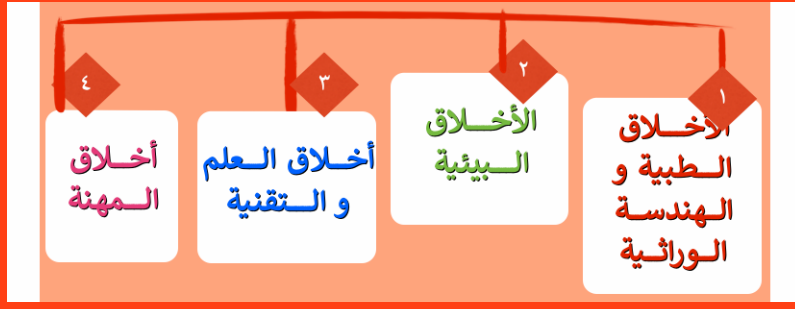 ١
الأخلاق
الطبية و
الهندسة
الوراثية
٢
الأخلاق
البيئية
٣
أخلاق العلم
و التقنية
٤
أخلاق
المهنة